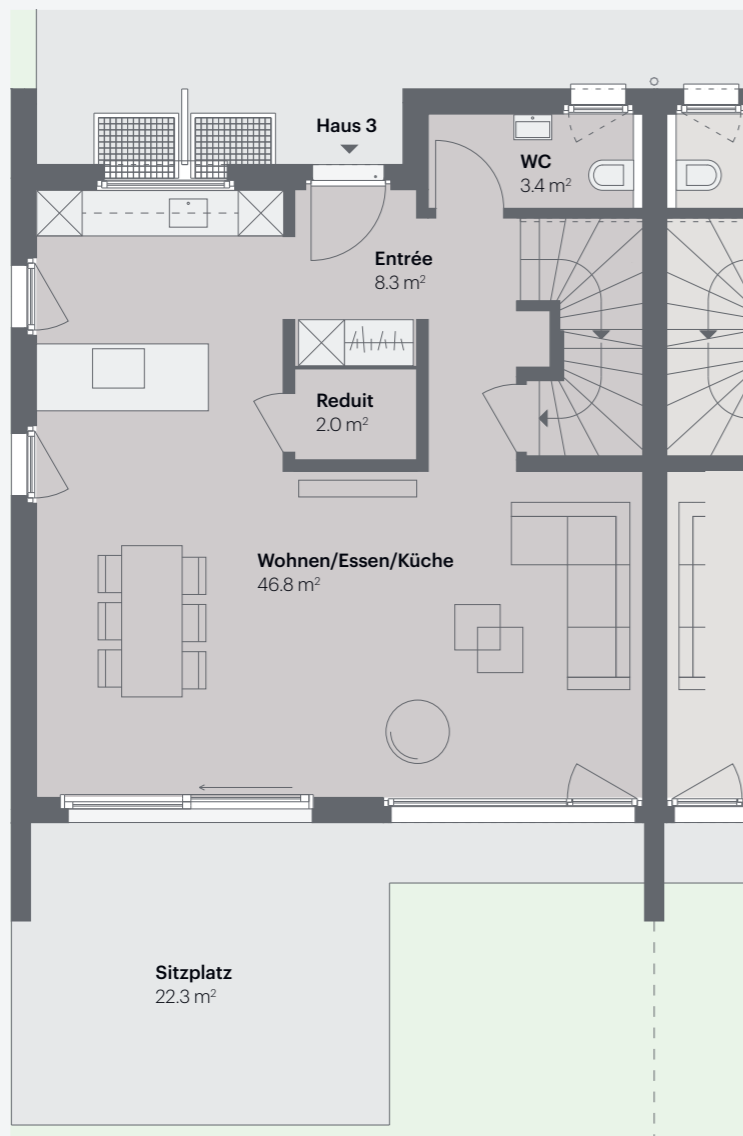 Haus 3
WC
3.4 m²
Entrée
8.3 m²
Reduit
2.0 m²
Wohnen/Essen/Küche
46.8 m²
Sitzplatz
22.3 m²